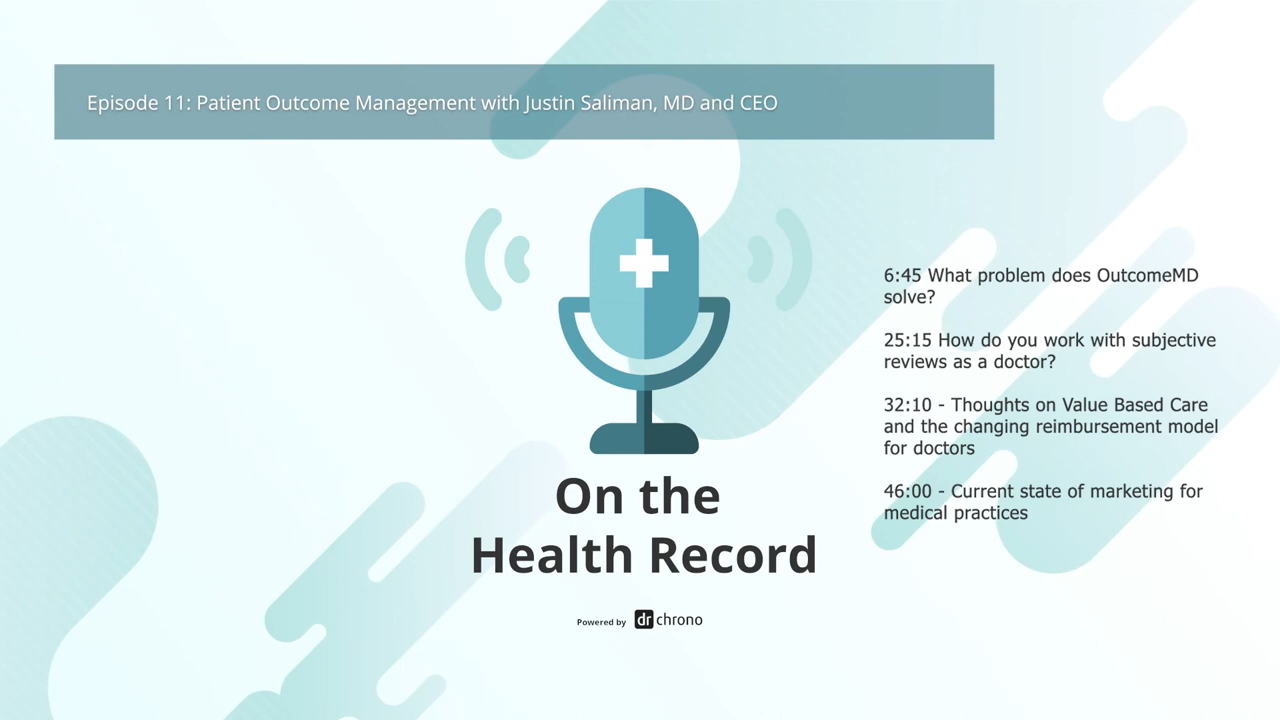 Episode 11: Patient Outcome Management with Justin Saliman, MD and CEO
6:45 What problem does OutcomeMD
solve?
25:15 How do you work with subjective
reviews as a doctor?
32:10 - Thoughts on Value Based Care
and the changing reimbursement model
for doctors
46:00 - Current state of marketing for
medical practices
On the
Health Record
Powered by dr chrono